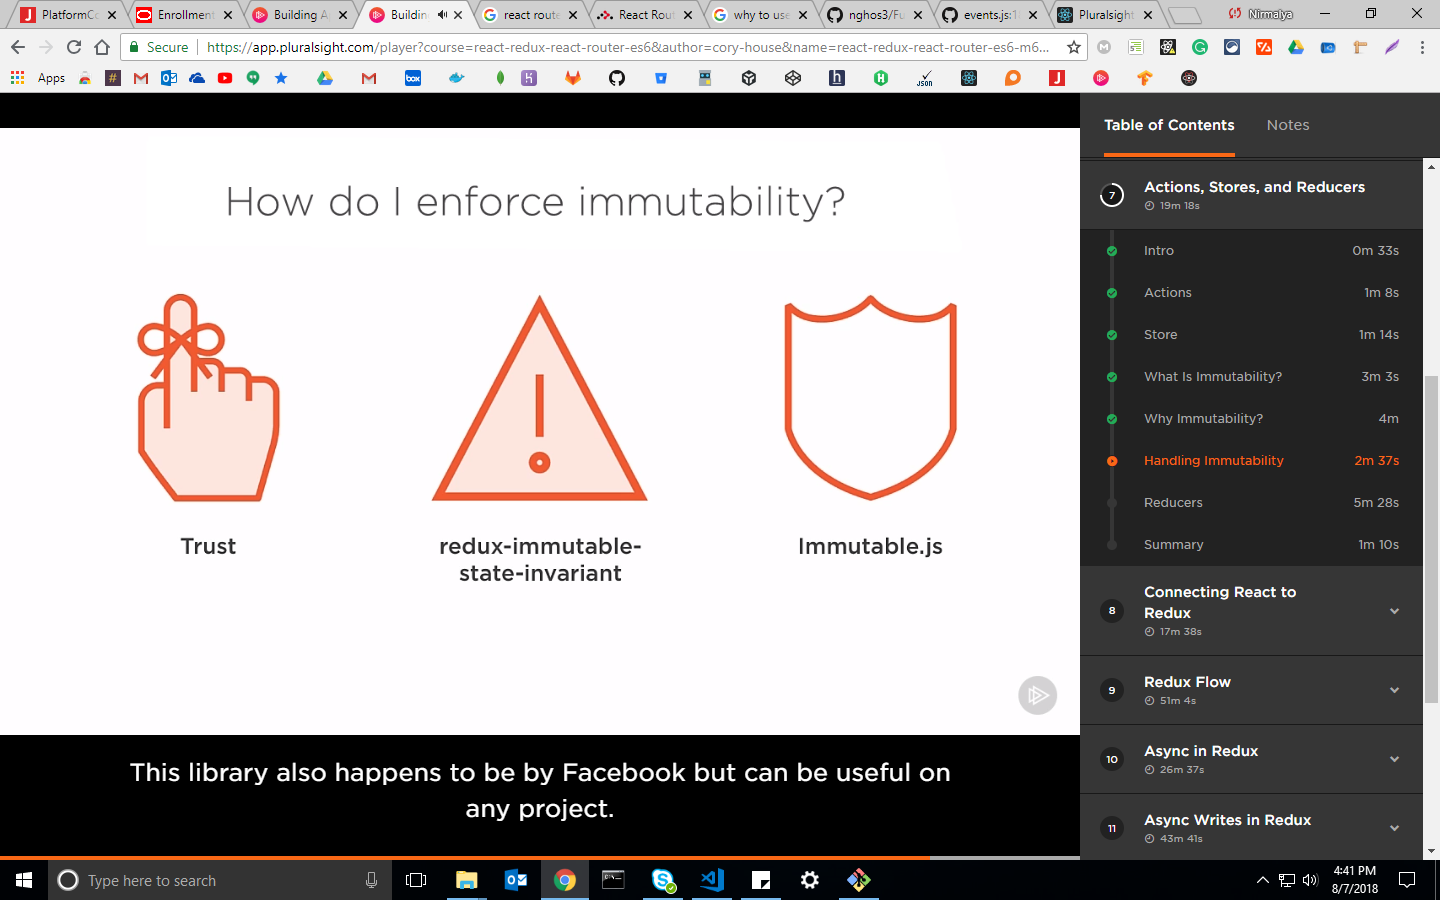 PlatformCo
Enrollment
Building A
Building
react route
React Rout
why to use
nghos3/Fu
events.js:1
Pluralsight
Nirmalya
Secure
https://app.pluralsight.com/player?course=react-redux-react-router-es6&author=cory-house&name=react-redux-react-router-es6-m6...
Apps
box
JSON
How do I enforce immutability?
Trust
redux-immutable-
state-invariant
Immutable.js
This library also happens to be by Facebook but can be useful on
any project.
Table of Contents
Notes
7
Actions, Stores, and Reducers
19m 18s
Intro 0m 33s
Actions 1m 8s
Store 1m 14s
What Is Immutability? 3m 3s
Why Immutability? 4m
Handling Immutability 2m 37s
Reducers 5m 28s
Summary 1m 10s
8
Connecting React to
Redux
17m 38s
9
Redux Flow
51m 4s
10
Async in Redux
26m 37s
11
Async Writes in Redux
43m 41s
Type here to search
4:41 PM
8/7/2018